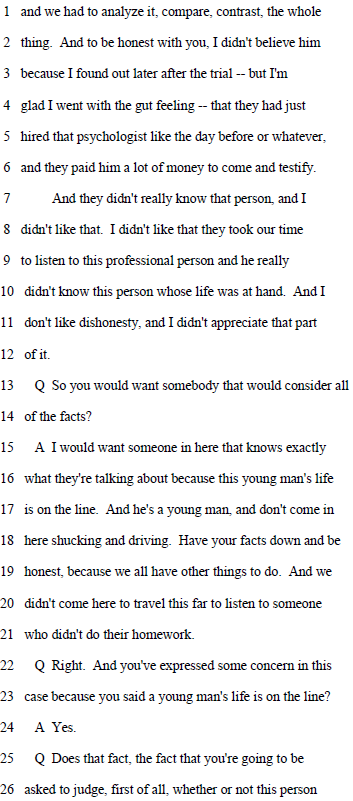 1 and we had to analyze it, compare, contrast, the whole
2 thing. And to be honest with you, I didn't believe him
3 because I found out later after the trial -- but I'm
4 glad I went with the gut feeling -- that they had just
5 hired that psychologist like the day before or whatever,
6 and they paid him a lot of money to come and testify.
7 And they didn't really know that person, and I
8 didn't like that. I didn't like that they took our time
9 to listen to this professional person and he really
10 didn't know this person whose life was at hand. And I
11 don't like dishonesty, and I didn't appreciate that part
12 of it.
13 Q So you would want somebody that would consider all
14 of the facts?
15 A I would want someone in here that knows exactly
16 what they're talking about because this young man's life
17 is on the line. And he's a young man, and don't come in
18 here shucking and driving. Have your facts down and be
19 honest, because we all have other things to do. And we
20 didn't come here to travel this far to listen to someone
21 who didn't do their homework.
22 Q Right. And you've expressed some concern in this
23 case because you said a young man's life is on the line?
24 A Yes.
25 Q Does that fact, the fact that you're going to be
26 asked to judge, first of all, whether or not this person